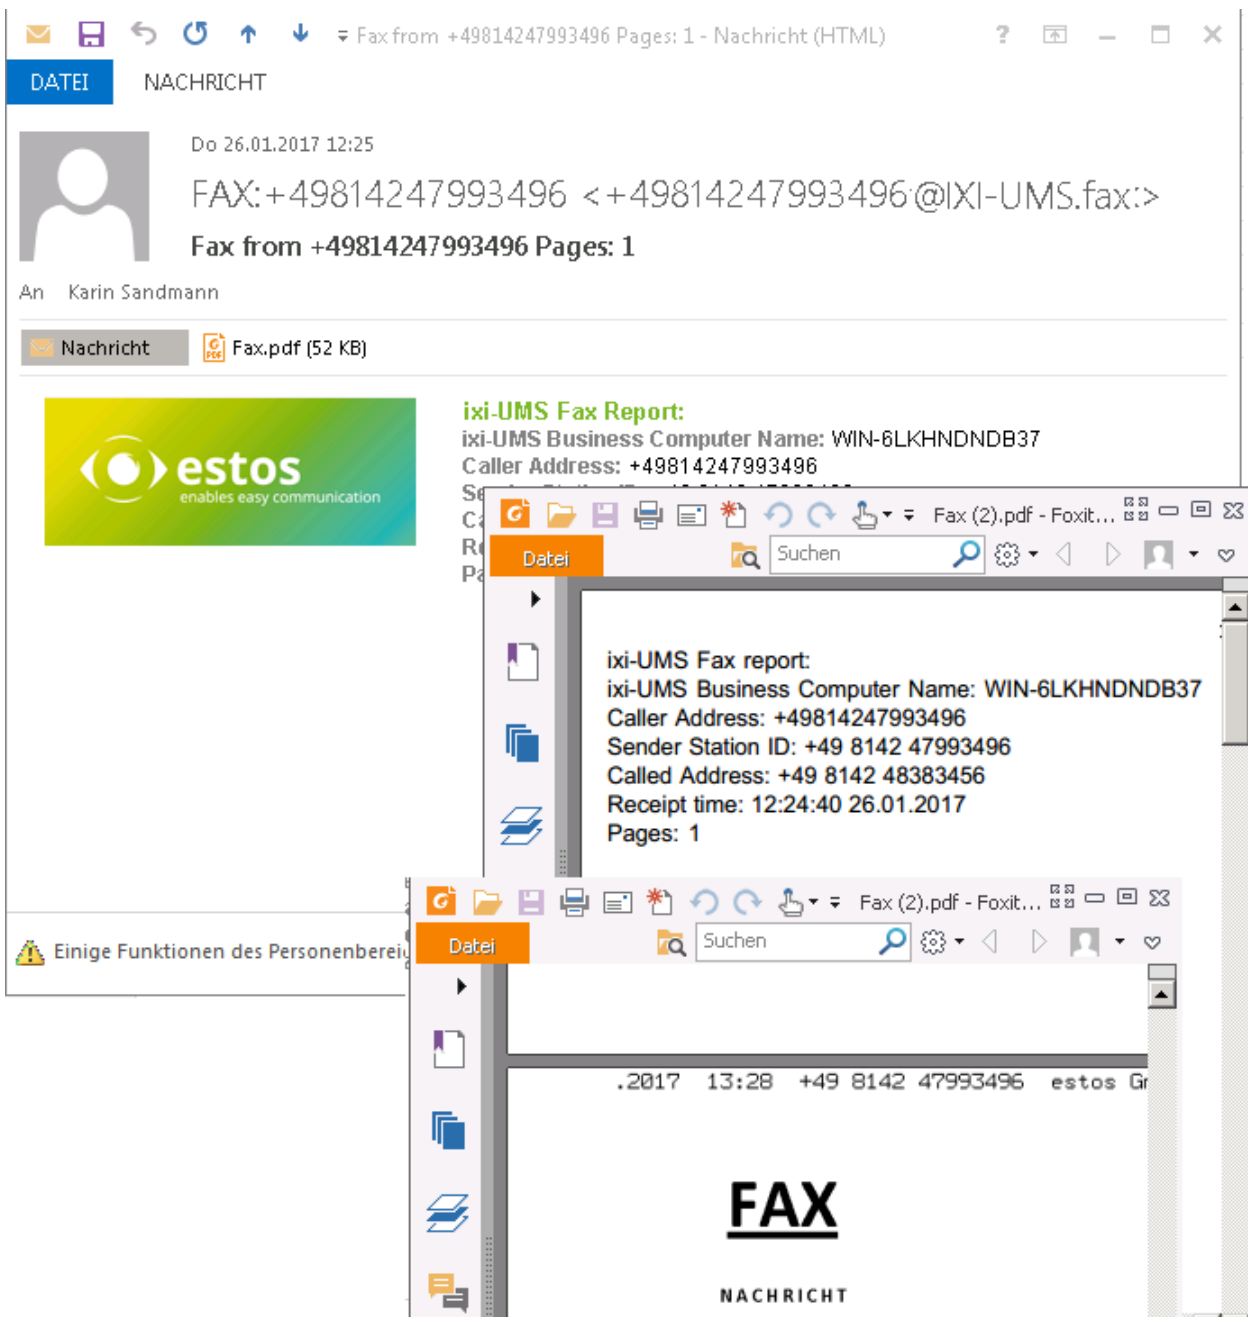 Fax from +49814247993496 Pages: 1 - Nachricht (HTML)
DATEI NACHRICHT
Do 26.01.2017 12:25
FAX:+49814247993496 <+49814247993496@IXI-UMS.fax:>
Fax from +49814247993496 Pages: 1
An Karin Sandmann
Nachricht Fax.pdf (52 KB)
estos
enables easy communication
ixi-UMS Fax Report:
ixi-UMS Business Computer Name: WIN-6LKHNDNDB37
Caller Address: +49814247993496
Fax (2).pdf - Foxit...
Datei Suchen
ixi-UMS Fax report:
ixi-UMS Business Computer Name: WIN-6LKHNDNDB37
Caller Address: +49814247993496
Sender Station ID: +49 8142 47993496
Called Address: +49 8142 48383456
Receipt time: 12:24:40 26.01.2017
Pages: 1
Einige Funktionen des Personenberei
Fax (2).pdf - Foxit...
Datei Suchen
.2017 13:28 +49 8142 47993496 estos G
FAX
NACHRICHT